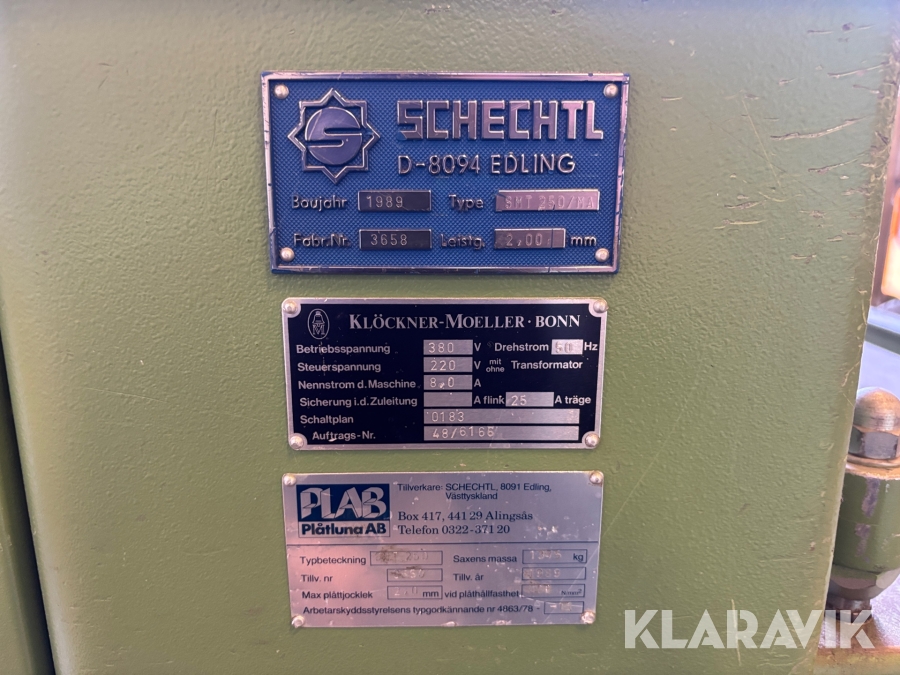 SCHECHTL
D-8094 EDLING
Baujahr 1989 Type SMT 250/MA
Fabr.Nr. 3658 Leistg. 2,00 mm
KLÖCKNER-MOELLER · BONN
Betriebsspannung 380 V Drehstrom 50 Hz
Steuerspannung 220 V mit ohne Transformator
Nennstrom d. Maschine 8,0 A
Sicherung i.d. Zuleitung A flink 25 A träge
Schaltplan 0183
Auftrags-Nr. 48/6166
PLAB
Plåtluna AB
Tillverkare: SCHECHTL, 8091 Edling,
Västtyskland
Box 417, 441 29 Alingsås
Telefon 0322-371 20
Typbeteckning Saxens massa kg
Tillv. nr Tillv. år
Max plåttjocklek mm vid plåthållfasthet N/mm²
Arbetarskyddsstyrelsens typgodkännande nr 4663/78-
KLARAVIK